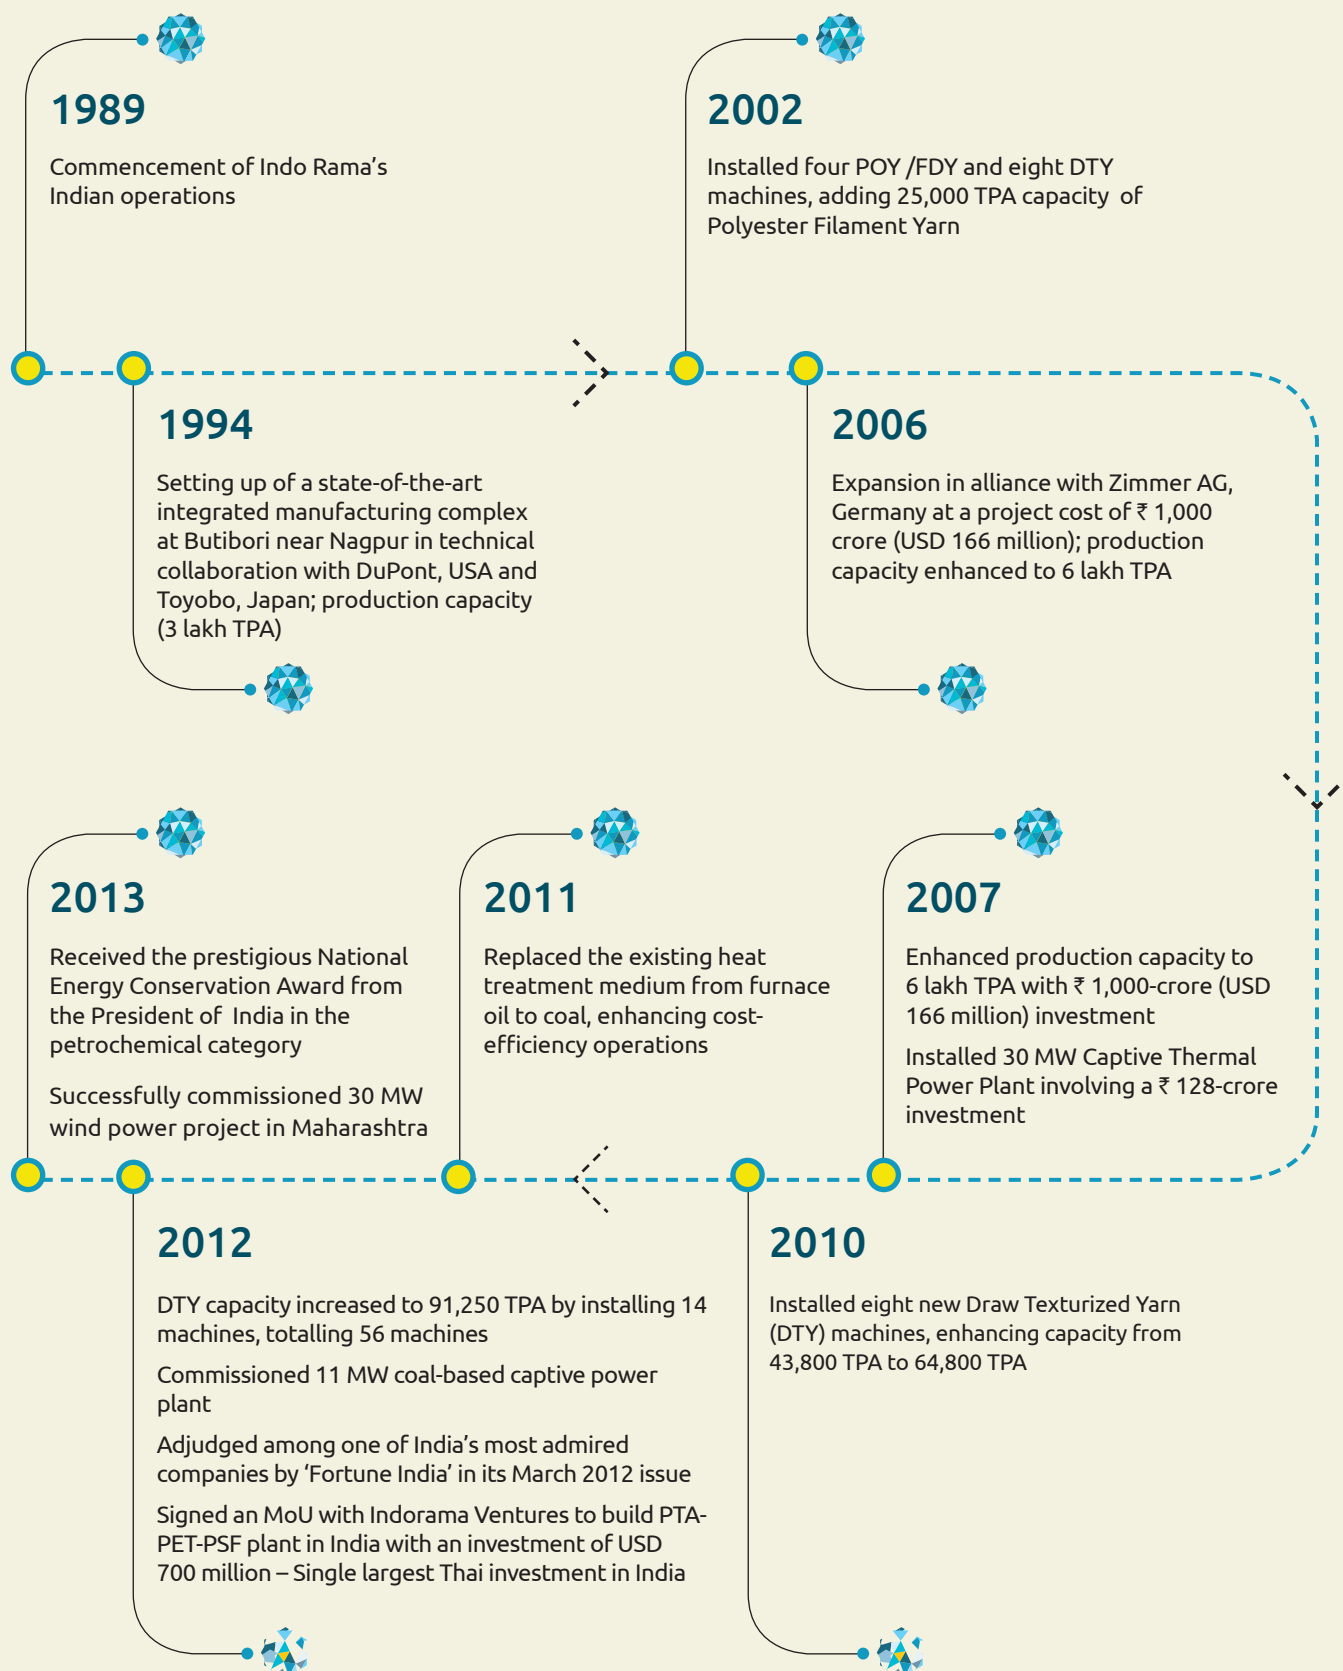 1989
Commencement of Indo Rama’s
Indian operations
1994
Setting up of a state-of-the-art
integrated manufacturing complex
at Butibori near Nagpur in technical
collaboration with DuPont, USA and
Toyobo, Japan; production capacity
(3 lakh TPA)
2002
Installed four POY /FDY and eight DTY
machines, adding 25,000 TPA capacity of
Polyester Filament Yarn
2006
Expansion in alliance with Zimmer AG,
Germany at a project cost of ₹ 1,000
crore (USD 166 million); production
capacity enhanced to 6 lakh TPA
2007
Enhanced production capacity to
6 lakh TPA with ₹ 1,000-crore (USD
166 million) investment
Installed 30 MW Captive Thermal
Power Plant involving a ₹ 128-crore
investment
2010
Installed eight new Draw Texturized Yarn
(DTY) machines, enhancing capacity from
43,800 TPA to 64,800 TPA
2011
Replaced the existing heat
treatment medium from furnace
oil to coal, enhancing cost-
efficiency operations
2012
DTY capacity increased to 91,250 TPA by installing 14
machines, totalling 56 machines
Commissioned 11 MW coal-based captive power
plant
Adjudged among one of India’s most admired
companies by ‘Fortune India’ in its March 2012 issue
Signed an MoU with Indorama Ventures to build PTA-
PET-PSF plant in India with an investment of USD
700 million – Single largest Thai investment in India
2013
Received the prestigious National
Energy Conservation Award from
the President of India in the
petrochemical category
Successfully commissioned 30 MW
wind power project in Maharashtra